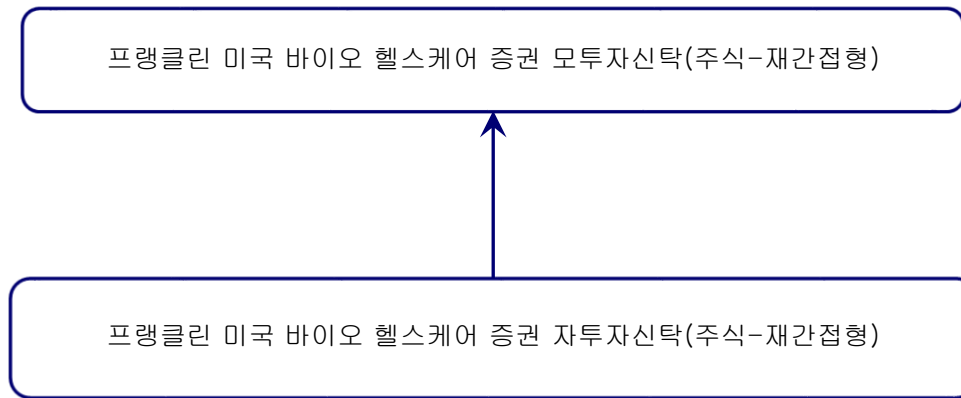 프랭클린 미국 바이오 헬스케어 증권 모투자신탁(주식-재간접형)
프랭클린 미국 바이오 헬스케어 증권 자투자신탁(주식-재간접형)